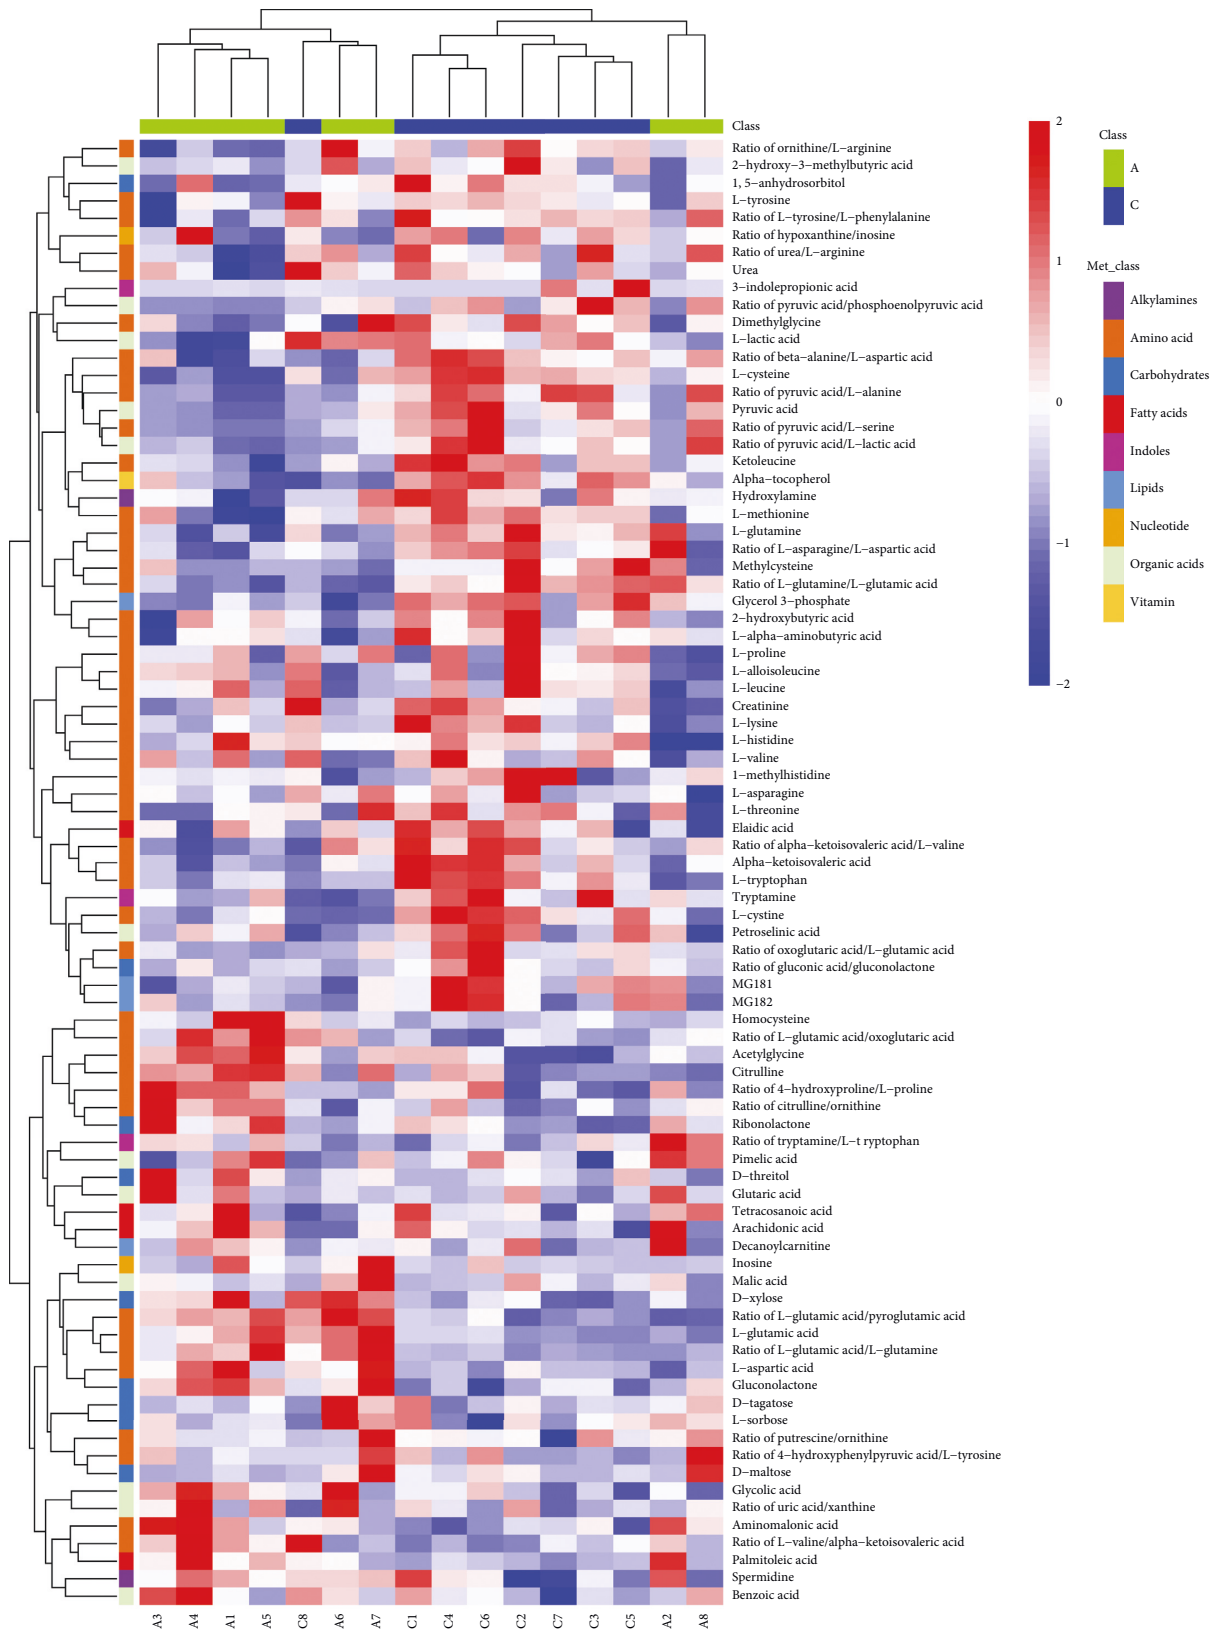 Class
Ratio of ornithine/L−arginine
2−hydroxy−3−methylbutyric acid
1, 5−anhydrosorbitol
L−tyrosine
Ratio of L−tyrosine/L−phenylalanine
Ratio of hypoxanthine/inosine
Ratio of urea/L−arginine
Urea
3−indolepropionic acid
Ratio of pyruvic acid/phosphoenolpyruvic acid
Dimethylglycine
L−lactic acid
Ratio of beta−alanine/L−aspartic acid
L−cysteine
Ratio of pyruvic acid/L−alanine
Pyruvic acid
Ratio of pyruvic acid/L−serine
Ratio of pyruvic acid/L−lactic acid
Ketoleucine
Alpha−tocopherol
Hydroxylamine
L−methionine
L−glutamine
Ratio of L−asparagine/L−aspartic acid
Methylcysteine
Ratio of L−glutamine/L−glutamic acid
Glycerol 3−phosphate
2−hydroxybutyric acid
L−alpha−aminobutyric acid
L−proline
L−alloisoleucine
L−leucine
Creatinine
L−lysine
L−histidine
L−valine
1−methylhistidine
L−asparagine
L−threonine
Elaidic acid
Ratio of alpha−ketoisovaleric acid/L−valine
Alpha−ketoisovaleric acid
L−tryptophan
Tryptamine
L−cystine
Petroselinic acid
Ratio of oxoglutaric acid/L−glutamic acid
Ratio of gluconic acid/gluconolactone
MG181
MG182
Homocysteine
Ratio of L−glutamic acid/oxoglutaric acid
Acetylglycine
Citrulline
Ratio of 4−hydroxyproline/L−proline
Ratio of citrulline/ornithine
Ribonolactone
Ratio of tryptamine/L−t ryptophan
Pimelic acid
D−threitol
Glutaric acid
Tetracosanoic acid
Arachidonic acid
Decanoylcarnitine
Inosine
Malic acid
D−xylose
Ratio of L−glutamic acid/pyroglutamic acid
L−glutamic acid
Ratio of L−glutamic acid/L−glutamine
L−aspartic acid
Gluconolactone
D−tagatose
L−sorbose
Ratio of putrescine/ornithine
Ratio of 4−hydroxyphenylpyruvic acid/L−tyrosine
D−maltose
Glycolic acid
Ratio of uric acid/xanthine
Aminomalonic acid
Ratio of L−valine/alpha−ketoisovaleric acid
Palmitoleic acid
Spermidine
Benzoic acid
A3 A4 A1 A5 C8 A6 A7 C1 C4 C6 C2 C7 C3 C5 A2 A8
2
1
0
−1
−2
Class
A
C
Met_class
Alkylamines
Amino acid
Carbohydrates
Fatty acids
Indoles
Lipids
Nucleotide
Organic acids
Vitamin